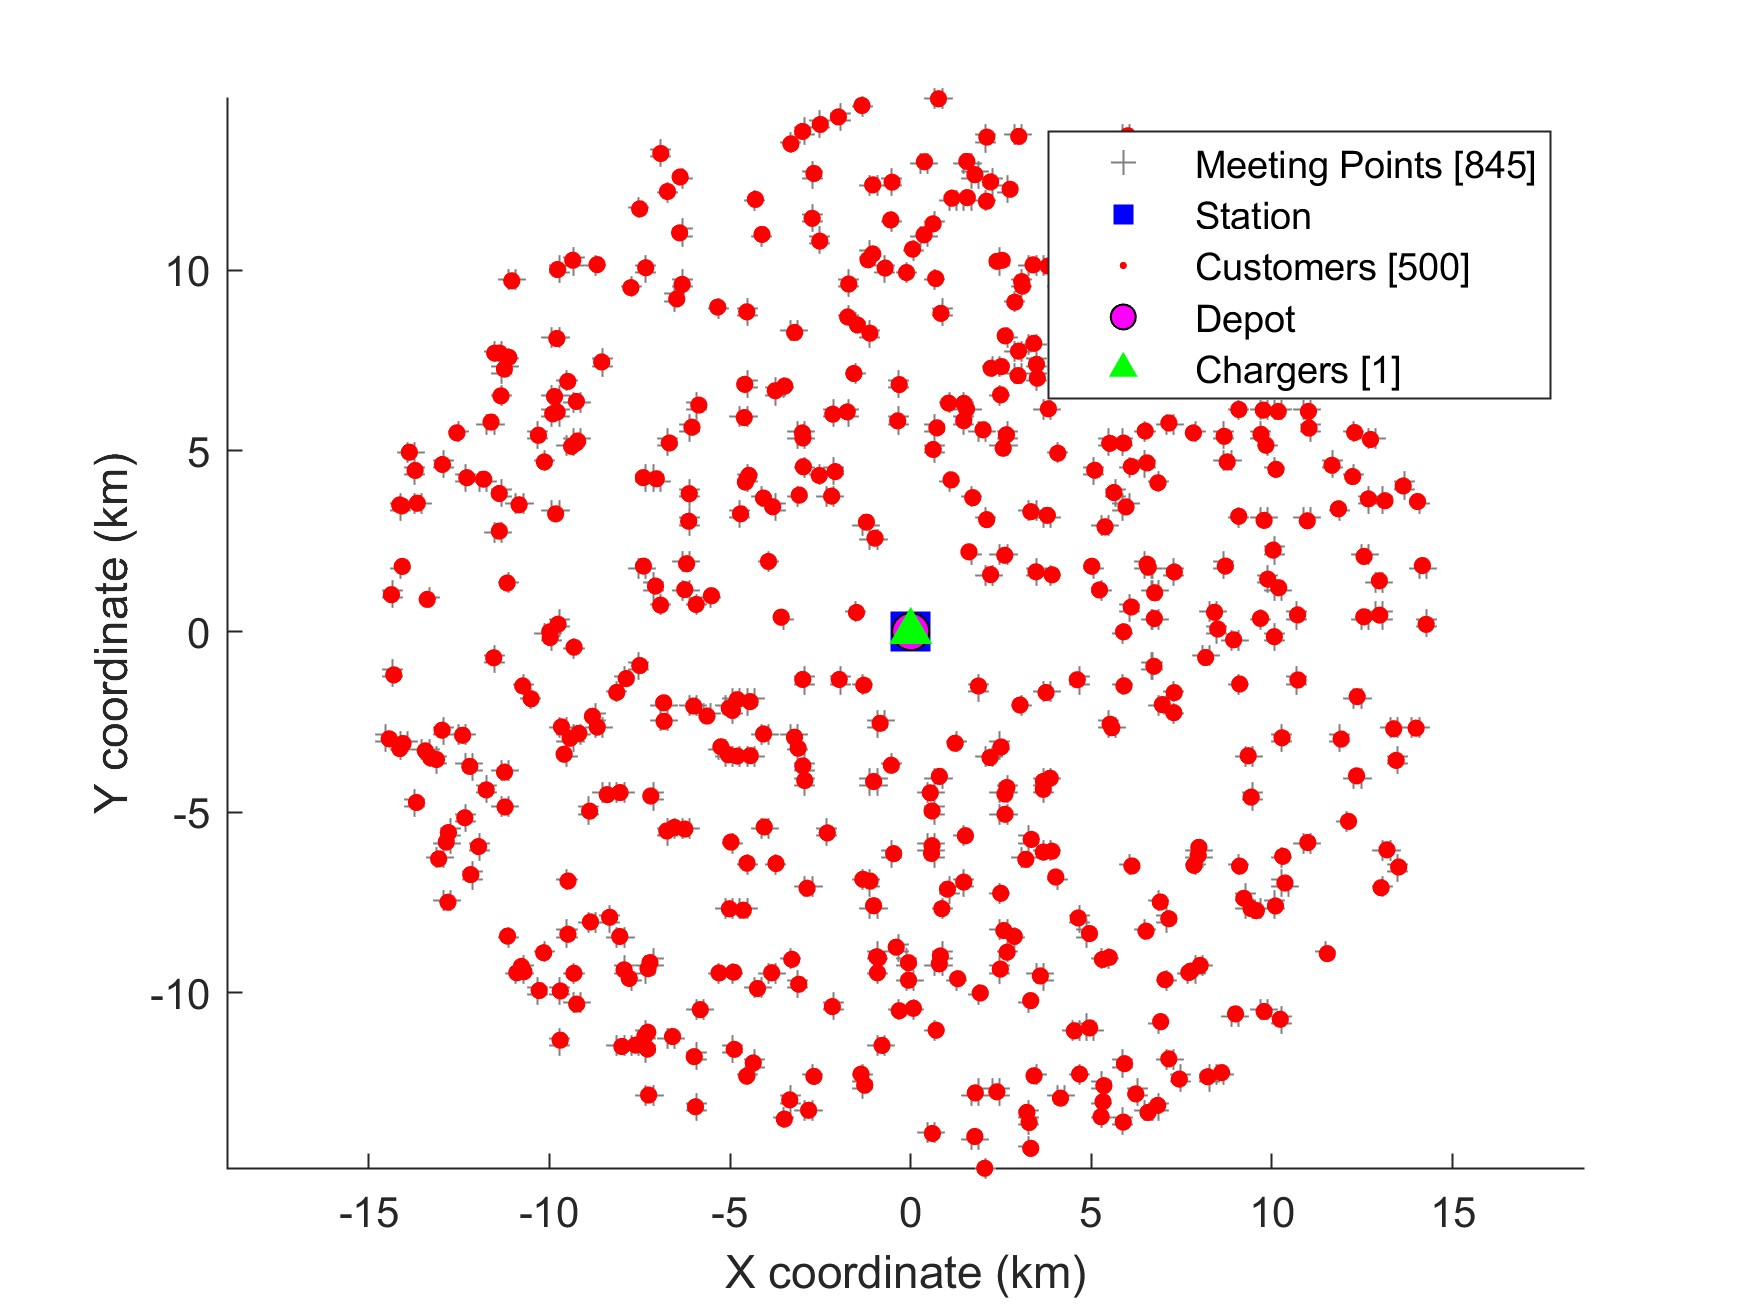 Meeting Points [845]
Station
Customers [500]
Depot
Chargers [1]
10
5
0
-5
-10
Y coordinate (km)
-15 -10 -5 0 5 10 15
X coordinate (km)